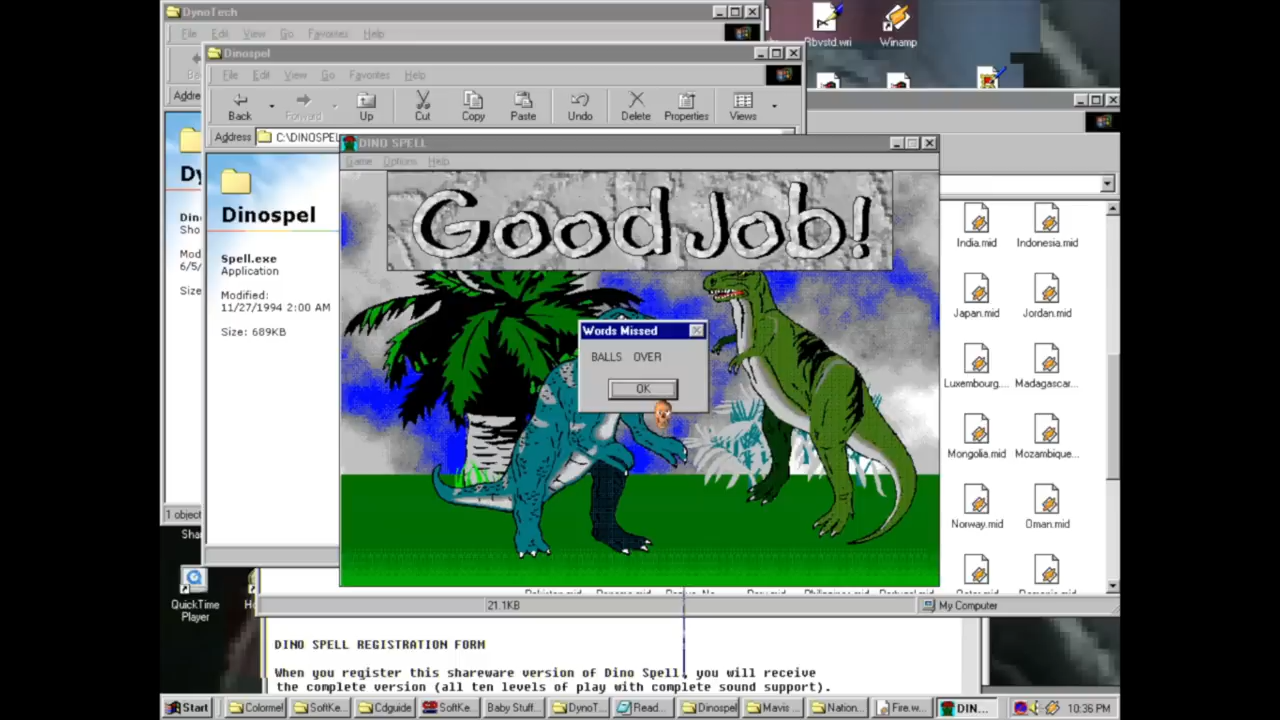 DynoTech
File Edit View Go Favorites Help
Rbvstd.wri
Winamp
Dinospel
File Edit View Go Favorites Help
Back Forward Up Cut Copy Paste Undo Delete Properties Views
Address C:\DINOSPEL
DINO SPELL
Game Options Help
Good Job!
Dinospel
Spell.exe
Application
Modified:
11/27/1994 2:00 AM
Size: 689KB
Words Missed
BALLS OVER
OK
India.mid Indonesia.mid
Japan.mid Jordan.mid
Luxembourg.... Madagascar...
Mongolia.mid Mozambique...
Norway.mid Oman.mid
1 object
QuickTime
Player
21.1KB
My Computer
DINO SPELL REGISTRATION FORM
When you register this shareware version of Dino Spell, you will receive
the complete version (all ten levels of play with complete sound support).
Start Colormel SoftKe... Cdguide SoftKe... Baby Stuff... DynoT... Read... Dinospel Mavis ... Nation... Fire.w... DIN... 10:36 PM